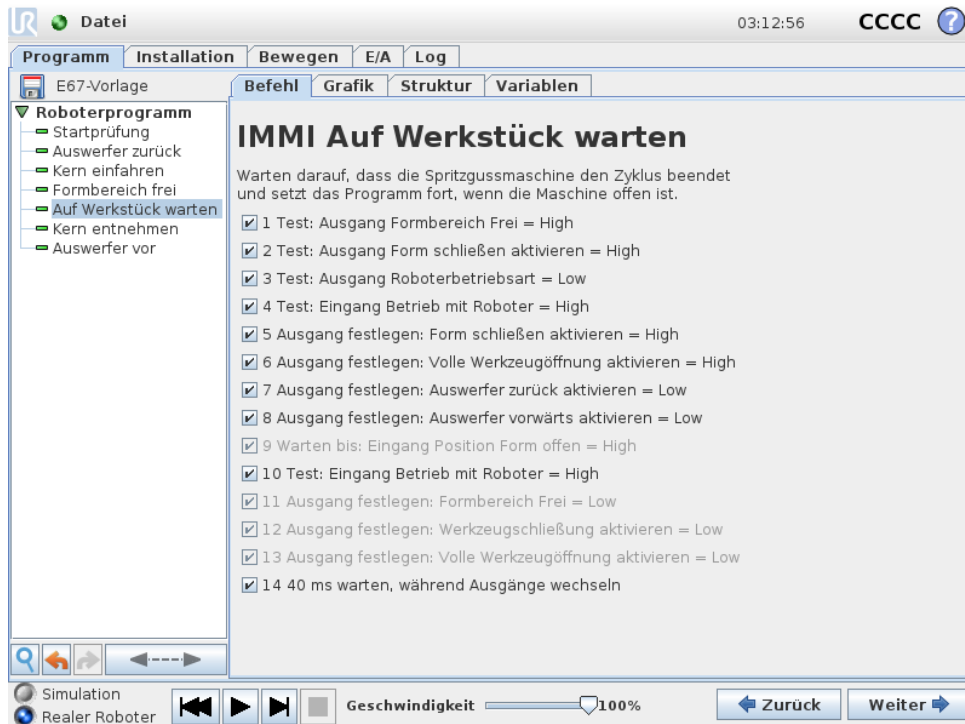 UR Datei 03:12:56 CCCC ?
Programm Installation Bewegen E/A Log
E67-Vorlage
Befehl Grafik Struktur Variablen
Roboterprogramm
Startprüfung
Auswerfer zurück
Kern einfahren
Formbereich frei
Auf Werkstück warten
Kern entnehmen
Auswerfer vor
IMMI Auf Werkstück warten
Warten darauf, dass die Spritzgussmaschine den Zyklus beendet
und setzt das Programm fort, wenn die Maschine offen ist.
1 Test: Ausgang Formbereich Frei = High
2 Test: Ausgang Form schließen aktivieren = High
3 Test: Ausgang Roboterbetriebsart = Low
4 Test: Eingang Betrieb mit Roboter = High
5 Ausgang festlegen: Form schließen aktivieren = High
6 Ausgang festlegen: Volle Werkzeugöffnung aktivieren = High
7 Ausgang festlegen: Auswerfer zurück aktivieren = Low
8 Ausgang festlegen: Auswerfer vorwärts aktivieren = Low
9 Warten bis: Eingang Position Form offen = High
10 Test: Eingang Betrieb mit Roboter = High
11 Ausgang festlegen: Formbereich Frei = Low
12 Ausgang festlegen: Werkzeugschließung aktivieren = Low
13 Ausgang festlegen: Volle Werkzeugöffnung aktivieren = Low
14 40 ms warten, während Ausgänge wechseln
Simulation
Realer Roboter
Geschwindigkeit 100%
Zurück Weiter